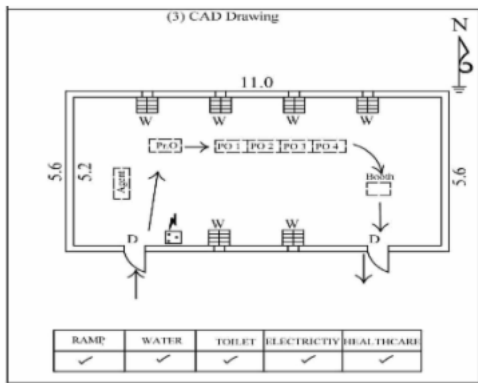 (3) CAD Drawing
N
11.0
W W W W
Pr.O PO 1 PO 2 PO 3 PO 4
5.6 5.2 5.6
Agent
Booth
W W
D D
RAMP WATER TOILET ELECTRICTIY HEALTHCARE
✓ ✓ ✓ ✓ ✓